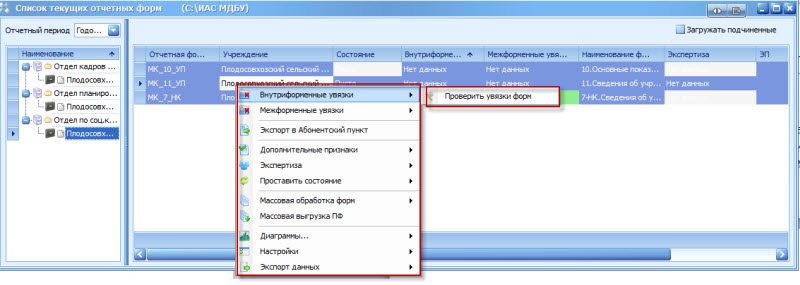 Список текущих отчетных форм (C:\ИАС МДБУ)
Отчетный период Годо...
Загружать подчиненные
Наименование
Отдел кадров ...
Плодосовх...
Отдел планиро...
Плодосовх...
Отдел по соц.к...
Плодосовх...
Отчетная фо... Учреждение Состояние Внутриформе... Межформенные увя... Наименование ф... Экспертиза ЭП
МК_10_УП Плодосовхозский сельский ... Нет данных Нет данных 10.Основные показ...
МК_11_УП Плодосовхозский сельский ... Нет данных Нет данных 11.Сведения об учр... Нет данных
МК_7_НК Пло 7-НК.Сведения об у...
Внутриформенные увязки
Проверить увязки форм
Межформенные увязки
Экспорт в Абонентский пункт
Дополнительные признаки
Экспертиза
Проставить состояние
Массовая обработка форм
Массовая выгрузка ПФ
Диаграммы...
Настройки
Экспорт данных